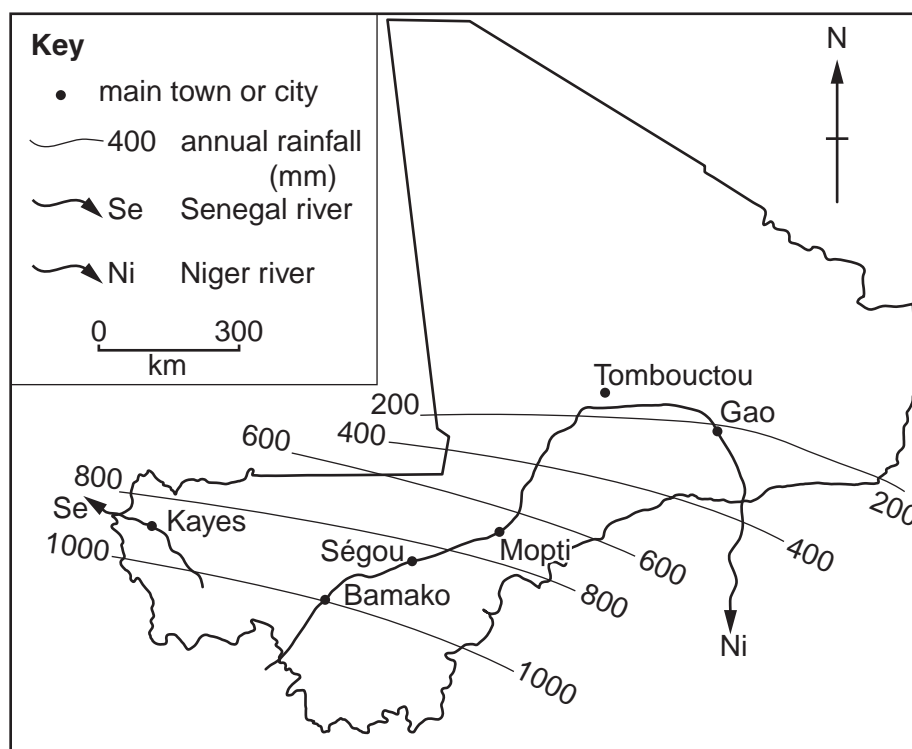 Key
main town or city
400 annual rainfall
(mm)
Se Senegal river
Ni Niger river
0 300
km
N
Tombouctou
Gao
200
400
600
800
1000
Se
Kayes
Ségou
Mopti
Bamako
200
400
600
800
1000
Ni